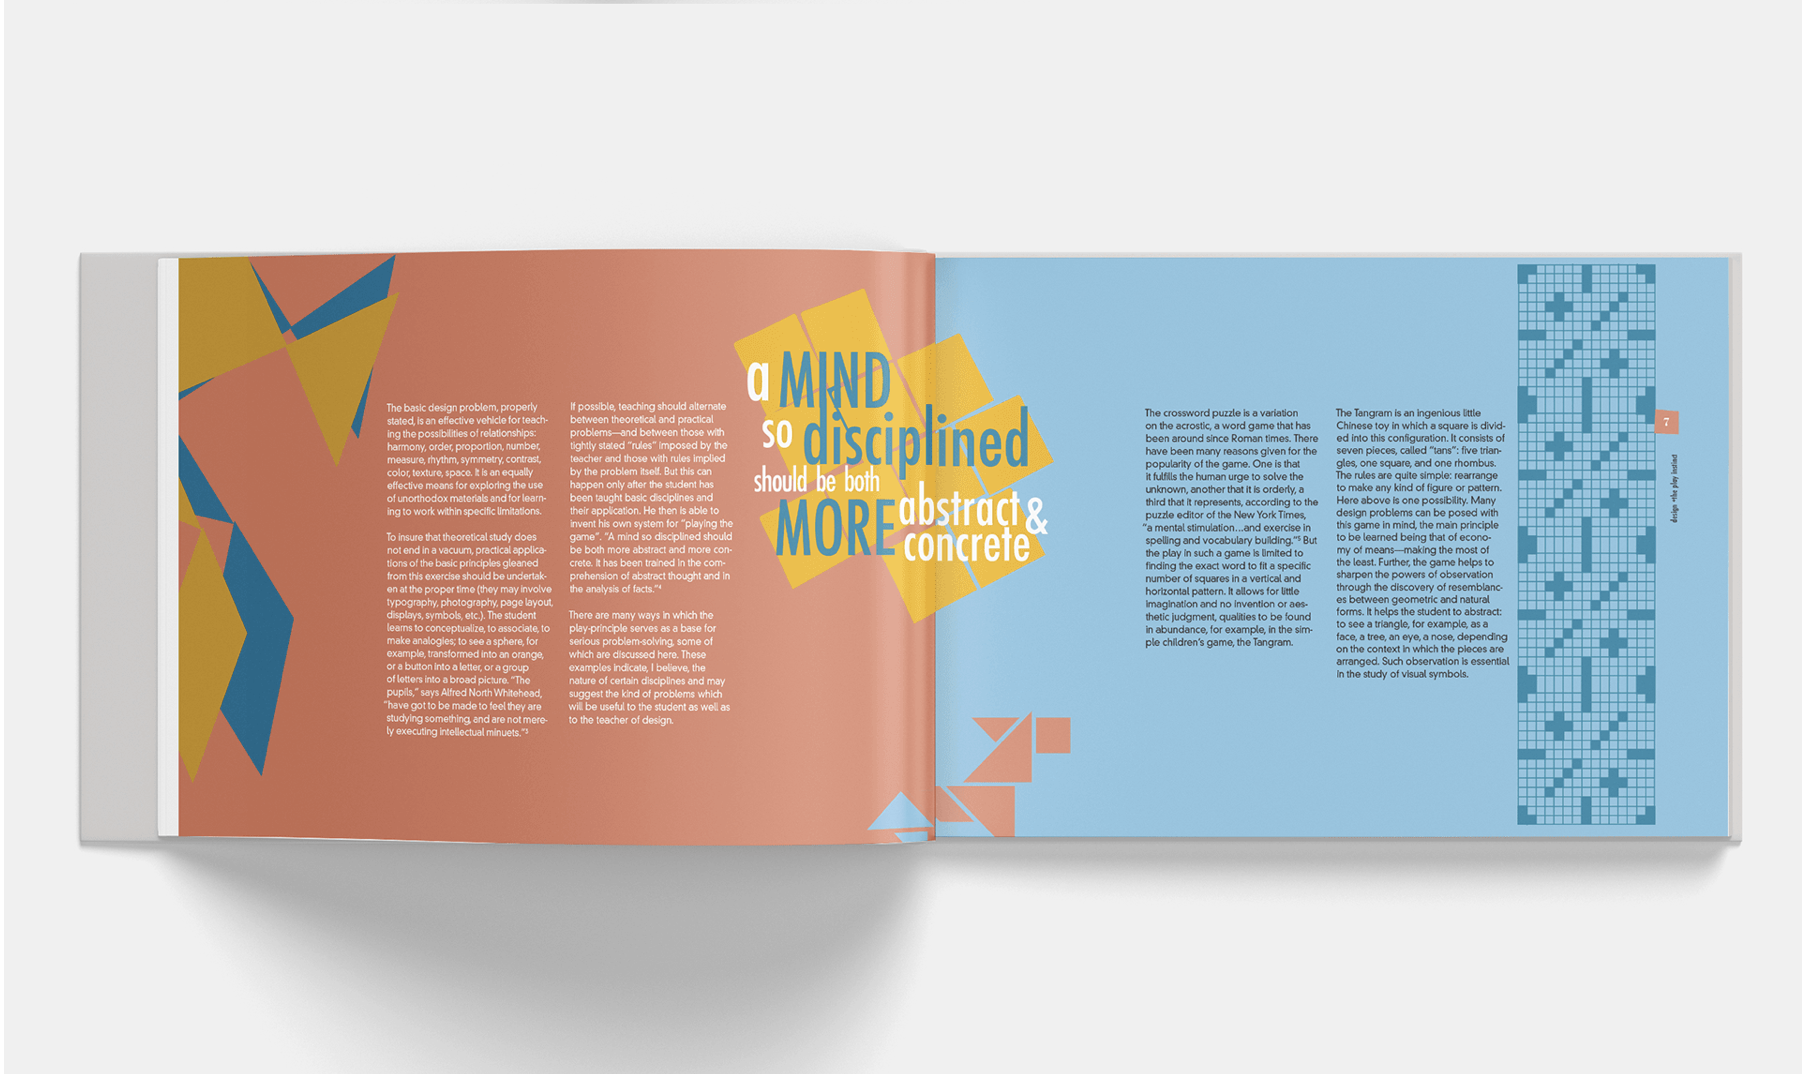 The basic design problem, properly
stated, is an effective vehicle for teach-
ing the possibilities of relationships:
harmony, order, proportion, number,
measure, rhythm, symmetry, contrast,
color, texture, space. It is an equally
effective means for exploring the use
of unorthodox materials and for learn-
ing to work within specific limitations.
To insure that theoretical study does
not end in a vacuum, practical applica-
tions of the basic principles gleaned
from this exercise should be undertak-
en at the proper time (they may involve
typography, photography, page layout,
displays, symbols, etc.). The student
learns to conceptualize, to associate, to
make analogies; to see a sphere, for
example, transformed into an orange,
or a button into a letter, or a group
of letters into a broad picture. "The
pupils," says Alfred North Whitehead,
"have got to be made to feel they are
studying something, and are not mere-
ly executing intellectual minuets."3
If possible, teaching should alternate
between theoretical and practical
problems—and between those with
tightly stated "rules" imposed by the
teacher and those with rules implied
by the problem itself. But this can
happen only after the student has
been taught basic disciplines and
their application. He then is able to
invent his own system for "playing the
game". "A mind so disciplined should
be both more abstract and more con-
crete. It has been trained in the com-
prehension of abstract thought and in
the analysis of facts."4
There are many ways in which the
play-principle serves as a base for
serious problem-solving, some of
which are discussed here. These
examples indicate, I believe, the
nature of certain disciplines and may
suggest the kind of problems which
will be useful to the student as well as
to the teacher of design.
a MIND
so disciplined
should be both
MORE abstract &
concrete
The crossword puzzle is a variation
on the acrostic, a word game that has
been around since Roman times. There
have been many reasons given for the
popularity of the game. One is that
it fulfills the human urge to solve the
unknown, another that it is orderly, a
third that it represents, according to the
puzzle editor of the New York Times,
"a mental stimulation...and exercise in
spelling and vocabulary building."5 But
the play in such a game is limited to
finding the exact word to fit a specific
number of squares in a vertical and
horizontal pattern. It allows for little
imagination and no invention or aes-
thetic judgment, qualities to be found
in abundance, for example, in the sim-
ple children's game, the Tangram.
The Tangram is an ingenious little
Chinese toy in which a square is divid-
ed into this configuration. It consists of
seven pieces, called "tans": five trian-
gles, one square, and one rhombus.
The rules are quite simple: rearrange
to make any kind of figure or pattern.
Here above is one possibility. Many
design problems can be posed with
this game in mind, the main principle
to be learned being that of econo-
my of means—making the most of
the least. Further, the game helps to
sharpen the powers of observation
through the discovery of resemblanc-
es between geometric and natural
forms. It helps the student to abstract:
to see a triangle, for example, as a
face, a tree, an eye, a nose, depending
on the context in which the pieces are
arranged. Such observation is essential
in the study of visual symbols.
7
design •the play instinct